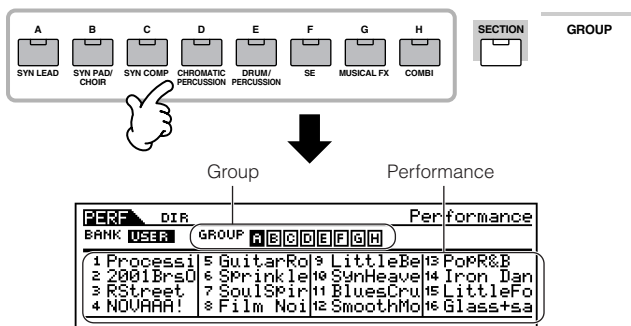 A B C D E F G H SECTION GROUP
SYN LEAD SYN PAD/ CHOIR SYN COMP CHROMATIC PERCUSSION DRUM/ PERCUSSION SE MUSICAL FX COMBI
Group Performance
PERF DIR Performance
BANK USER GROUP A B C D E F G H
1 Processi 5 GuitarRo 9 LittleBe 13 PopR&B
2 2001BrsO 6 Sprinkle 10 SynHeave 14 Iron Dan
3 RStreet 7 SoulSpir 11 BluesCru 15 LittleFo
4 NOVAAA! 8 Film Noi 12 SmoothMo 16 Glass+sa